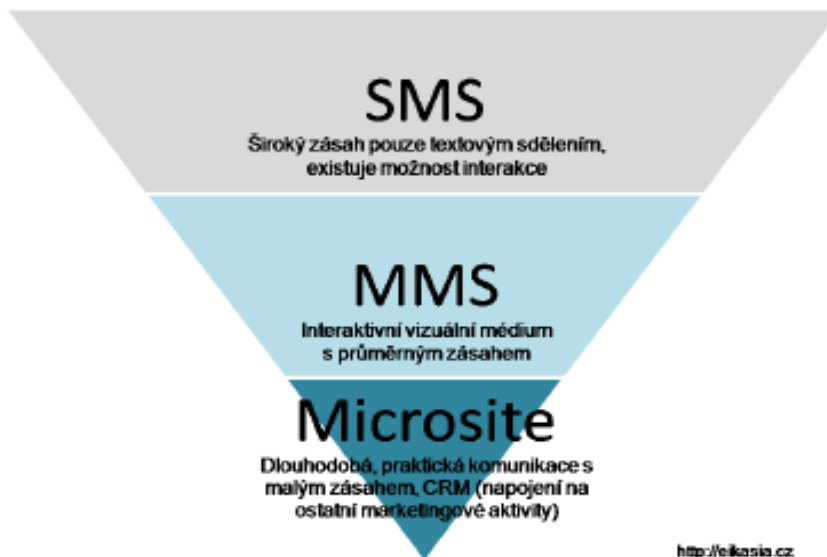 SMS
Široký zásah pouze textovým sdělením,
existuje možnost interakce
MMS
Interaktivní vizuální médium
s průměrným zásahem
Microsite
Dlouhodobá, praktická komunikace s
malým zásahem, CRM (napojení na
ostatní marketingové aktivity)
http://eikasia.cz